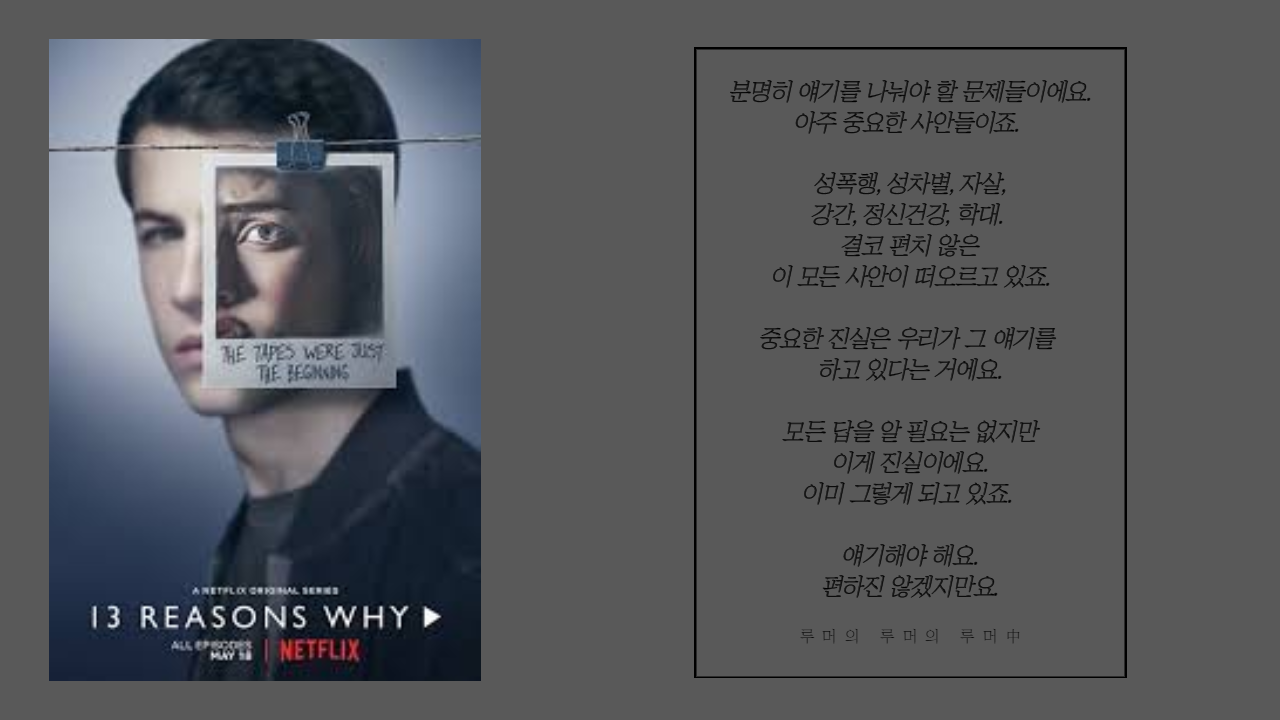 THE TAPES WERE JUST
THE BEGINNING
A NETFLIX ORIGINAL SERIES
13 REASONS WHY
ALL EPISODES
MAY 18
NETFLIX
분명히 얘기를 나눠야 할 문제들이에요.
아주 중요한 사안들이죠.
성폭행, 성차별, 자살,
강간, 정신건강, 학대.
결코 편치 않은
이 모든 사안이 떠오르고 있죠.
중요한 진실은 우리가 그 얘기를
하고 있다는 거에요.
모든 답을 알 필요는 없지만
이게 진실이에요.
이미 그렇게 되고 있죠.
얘기해야 해요.
편하진 않겠지만요.
루머의 루머의 루머中